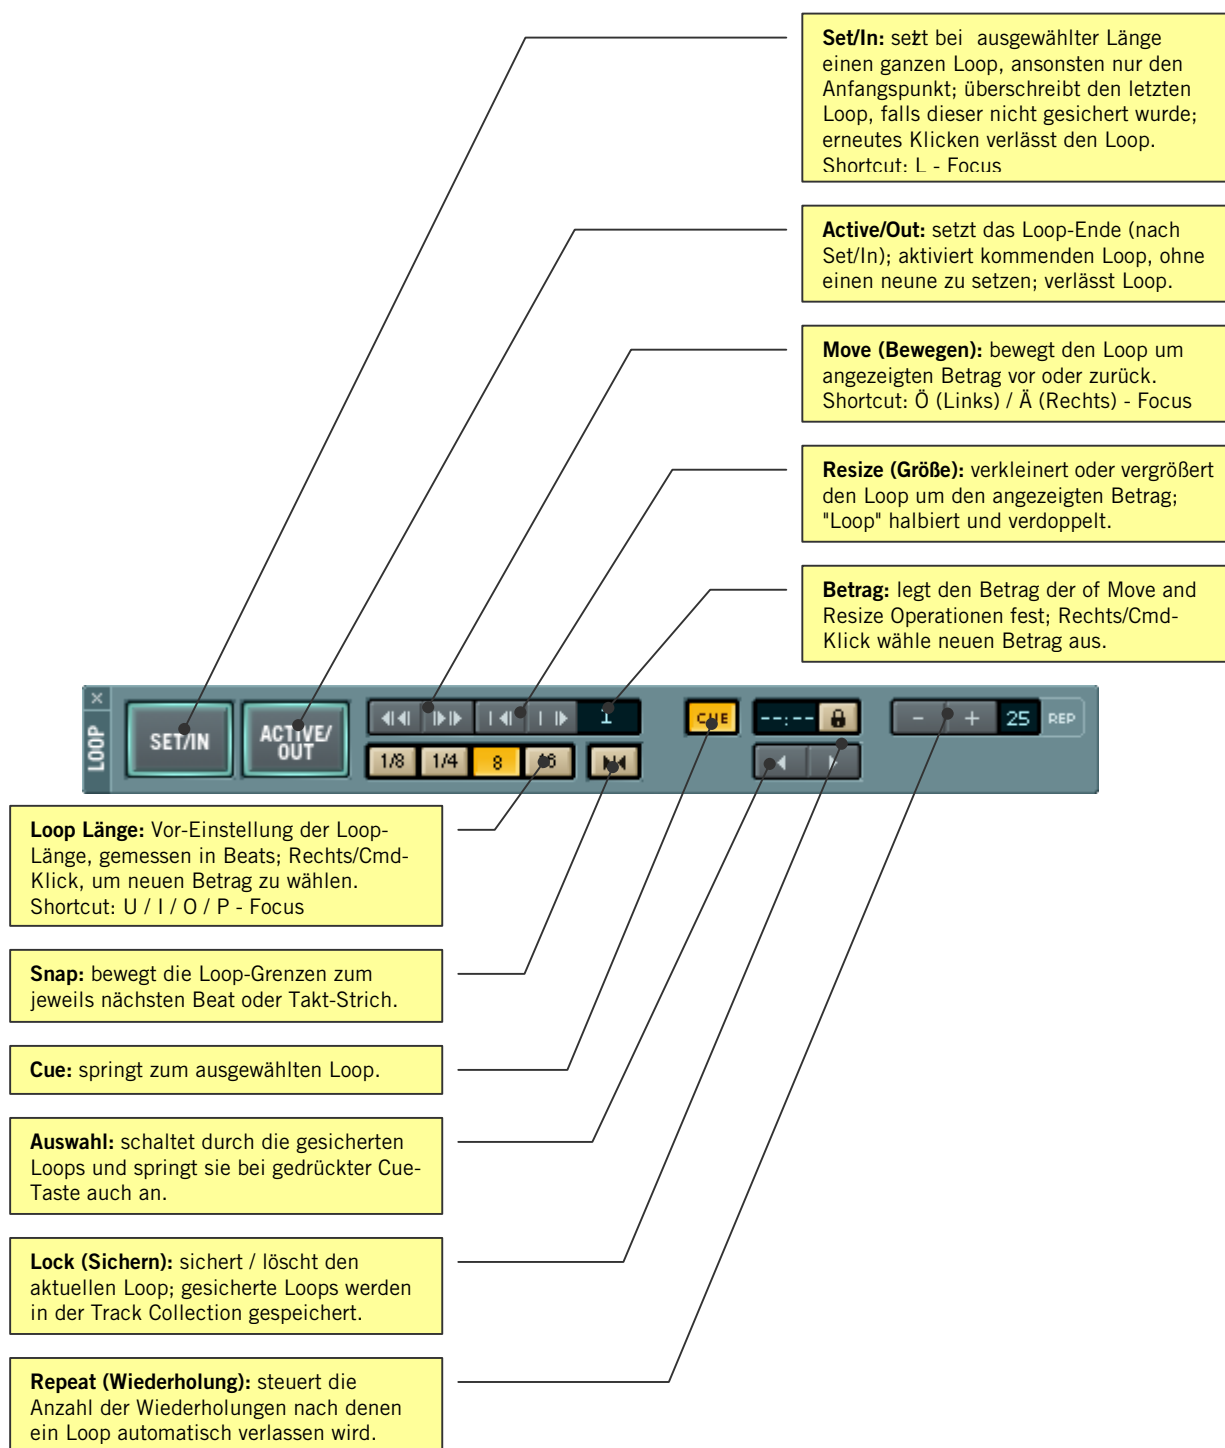 Set/In: setzt bei ausgewählter Länge
einen ganzen Loop, ansonsten nur den
Anfangspunkt; überschreibt den letzten
Loop, falls dieser nicht gesichert wurde;
erneutes Klicken verlässt den Loop.
Shortcut: L - Focus
Active/Out: setzt das Loop-Ende (nach
Set/In); aktiviert kommenden Loop, ohne
einen neune zu setzen; verlässt Loop.
Move (Bewegen): bewegt den Loop um
angezeigten Betrag vor oder zurück.
Shortcut: Ö (Links) / Ä (Rechts) - Focus
Resize (Größe): verkleinert oder vergrößert
den Loop um den angezeigten Betrag;
"Loop" halbiert und verdoppelt.
Betrag: legt den Betrag der of Move and
Resize Operationen fest; Rechts/Cmd-
Klick wähle neuen Betrag aus.
LOOP
SET/IN
ACTIVE/
OUT
1
CUE
--:--
- + 25 REP
1/8 1/4 8
Loop Länge: Vor-Einstellung der Loop-
Länge, gemessen in Beats; Rechts/Cmd-
Klick, um neuen Betrag zu wählen.
Shortcut: U / I / O / P - Focus
Snap: bewegt die Loop-Grenzen zum
jeweils nächsten Beat oder Takt-Strich.
Cue: springt zum ausgewählten Loop.
Auswahl: schaltet durch die gesicherten
Loops und springt sie bei gedrückter Cue-
Taste auch an.
Lock (Sichern): sichert / löscht den
aktuellen Loop; gesicherte Loops werden
in der Track Collection gespeichert.
Repeat (Wiederholung): steuert die
Anzahl der Wiederholungen nach denen
ein Loop automatisch verlassen wird.